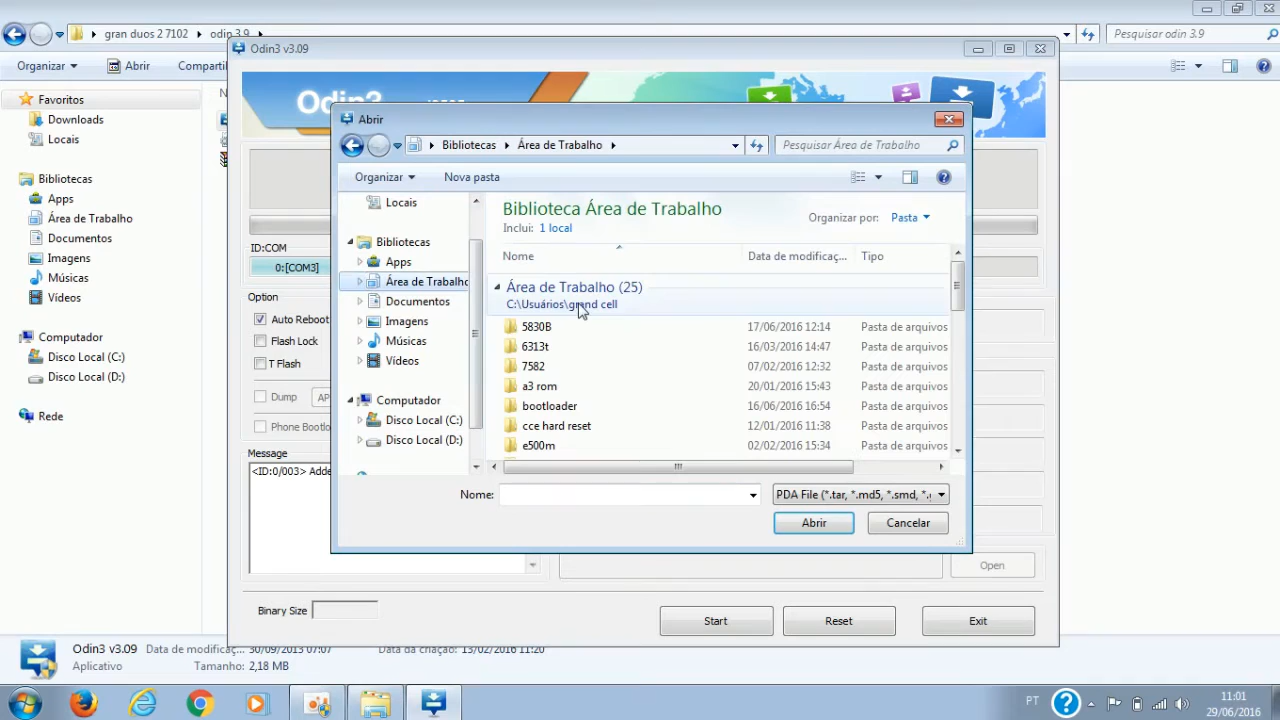 gran duos 2 7102
odin 3.9
Pesquisar odin 3.9
Organizar
Abrir
Favoritos
Downloads
Locais
Bibliotecas
Apps
Área de Trabalho
Documentos
Imagens
Músicas
Vídeos
Computador
Disco Local (C:)
Disco Local (D:)
Rede
Odin3 v3.09
Odin3
ID:COM
0:[COM3]
Option
Auto Reboot
Flash Lock
T Flash
Dump
AP
Message
<ID:0/003> Adde
Binary Size
Open
Start
Reset
Exit
Abrir
Bibliotecas
Área de Trabalho
Pesquisar Área de Trabalho
Organizar
Nova pasta
Locais
Bibliotecas
Apps
Área de Trabalho
Documentos
Imagens
Músicas
Vídeos
Computador
Disco Local (C:)
Disco Local (D:)
Biblioteca Área de Trabalho
Inclui: 1 local
Organizar por: Pasta
Nome
Data de modificaç...
Tipo
Área de Trabalho (25)
C:\Usuários\grand cell
5830B 17/06/2016 12:14 Pasta de arquivos
6313t 16/03/2016 14:47 Pasta de arquivos
7582 07/02/2016 12:32 Pasta de arquivos
a3 rom 20/01/2016 15:43 Pasta de arquivos
bootloader 16/06/2016 16:54 Pasta de arquivos
cce hard reset 12/01/2016 11:38 Pasta de arquivos
e500m 02/02/2016 15:34 Pasta de arquivos
Nome:
PDA File (*.tar, *.md5, *.smd, *.
Abrir
Cancelar
Odin3 v3.09 Data de modificaç... 30/09/2013 07:07 Data da criação: 13/02/2016 11:20
Aplicativo Tamanho: 2,18 MB
PT
11:01
29/06/2016